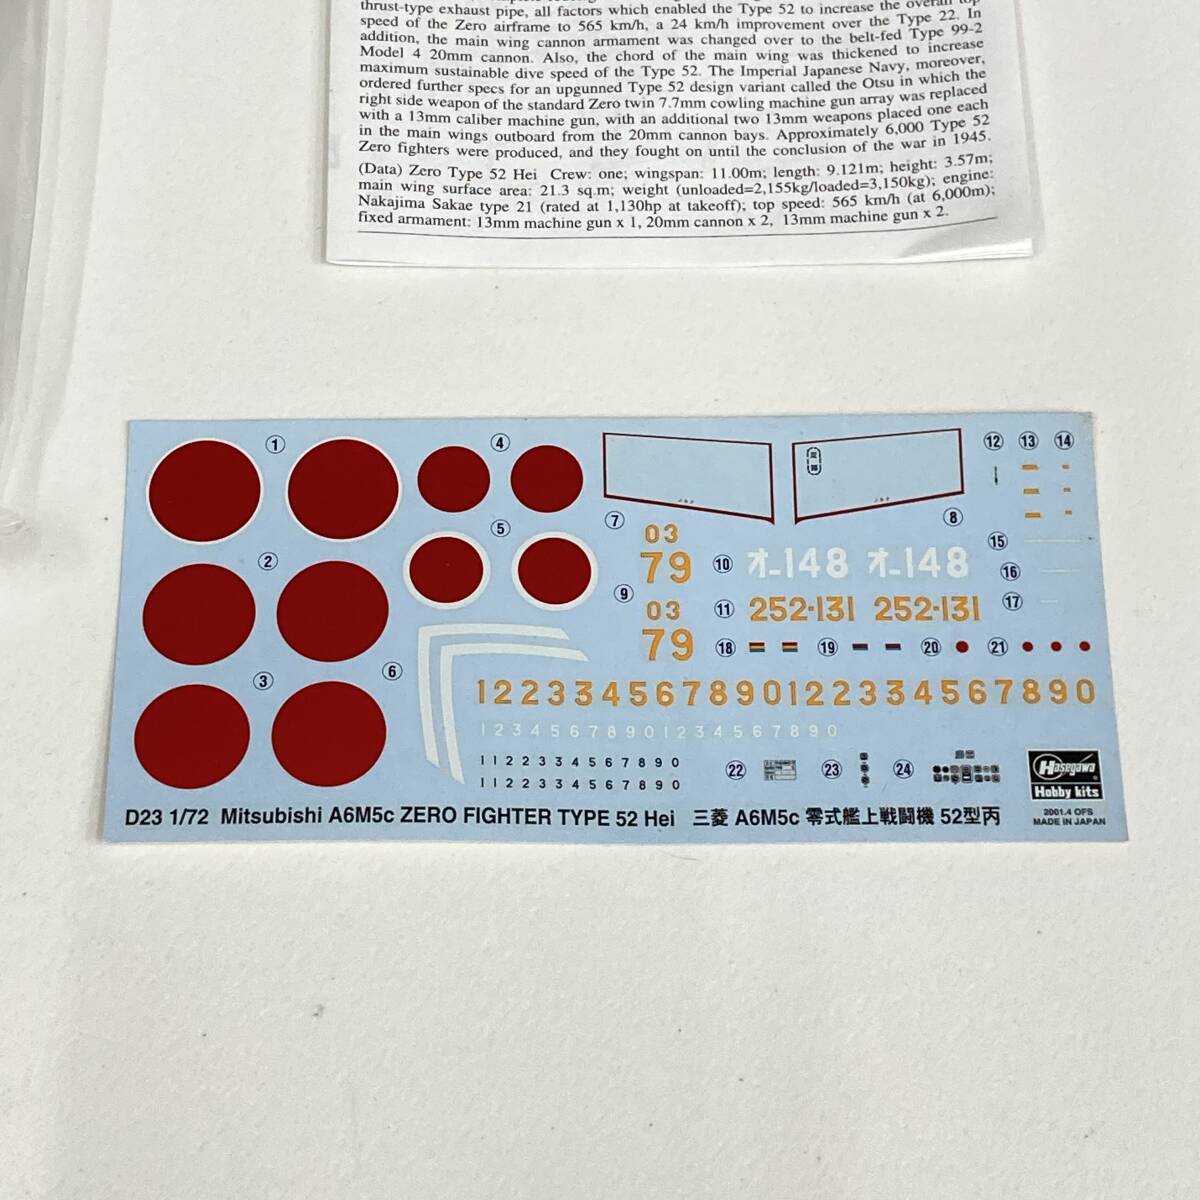 thrust-type exhaust pipe, all factors which enabled the Type 52 to increase the overall top
speed of the Zero airframe to 565 km/h, a 24 km/h improvement over the Type 22. In
addition, the main wing cannon armament was changed over to the belt-fed Type 99-2
Model 4 20mm cannon. Also, the chord of the main wing was thickened to increase
maximum sustainable dive speed of the Type 52. The Imperial Japanese Navy, moreover,
ordered further specs for an upgunned Type 52 design variant called the Otsu in which the
right side weapon of the standard Zero twin 7.7mm cowling machine gun array was replaced
with a 13mm caliber machine gun, with an additional two 13mm weapons placed one each
in the main wings outboard from the 20mm cannon bays. Approximately 6,000 Type 52
Zero fighters were produced, and they fought on until the conclusion of the war in 1945.
(Data) Zero Type 52 Hei Crew: one; wingspan: 11.00m; length: 9.121m; height: 3.57m;
main wing surface area: 21.3 sq.m; weight (unloaded=2,155kg/loaded=3,150kg); engine:
Nakajima Sakae type 21 (rated at 1,130hp at takeoff); top speed: 565 km/h (at 6,000m);
fixed armament: 13mm machine gun x 1, 20mm cannon x 2, 13mm machine gun x 2.
① ④ ⑫ ⑬ ⑭
⑦ ⑧
⑤ 03
79 ⑩ オ-148 オ-148 ⑮
② ⑯
⑨ 03 ⑪ 252-131 252-131 ⑰
79 ⑱ ⑲ ⑳ ㉑
③ ⑥
122334567890122334567890
12345678901234567890
11223344567890
11223344567890
㉒ ㉓ ㉔
Hasegawa
Hobby kits
2001.4 OFS
MADE IN JAPAN
D23 1/72 Mitsubishi A6M5c ZERO FIGHTER TYPE 52 Hei 三菱 A6M5c 零式艦上戦闘機 52型丙